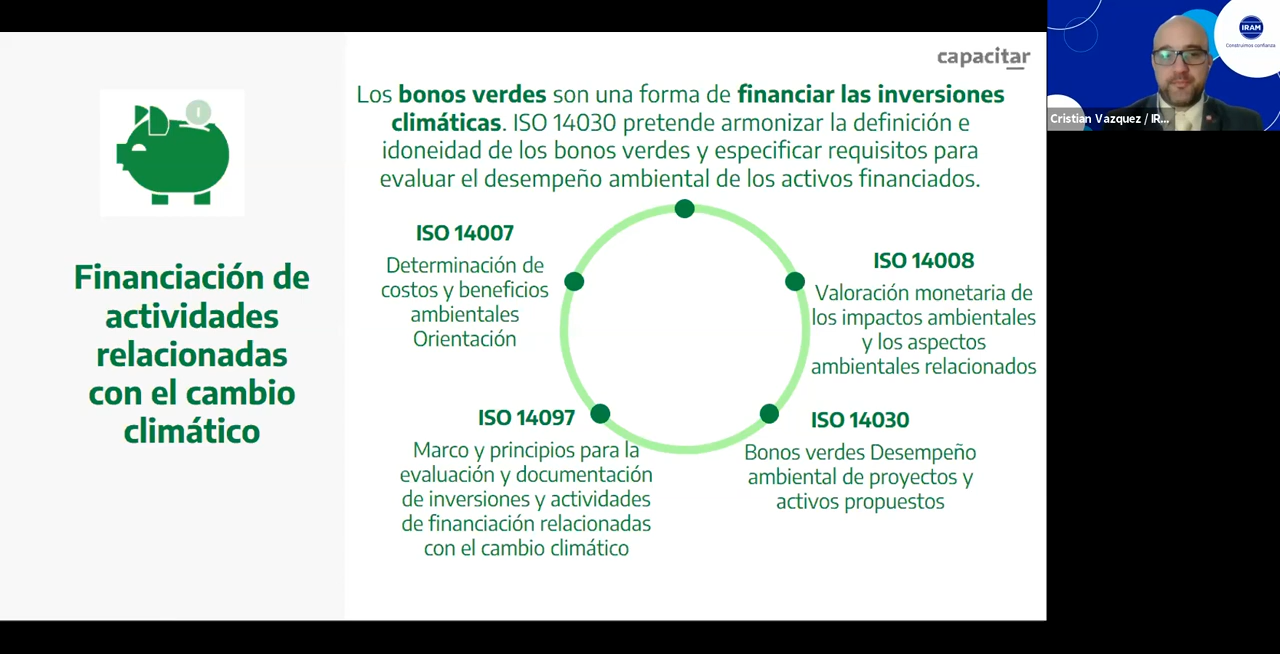 capacitar
Los bonos verdes son una forma de financiar las inversiones
climáticas. ISO 14030 pretende armonizar la definición e
idoneidad de los bonos verdes y especificar requisitos para
evaluar el desempeño ambiental de los activos financiados.
Financiación de
actividades
relacionadas
con el cambio
climático
ISO 14007
Determinación de
costos y beneficios
ambientales
Orientación
ISO 14008
Valoración monetaria de
los impactos ambientales
y los aspectos
ambientales relacionados
ISO 14097
Marco y principios para la
evaluación y documentación
de inversiones y actividades
de financiación relacionadas
con el cambio climático
ISO 14030
Bonos verdes Desempeño
ambiental de proyectos y
activos propuestos
IRAM
Construimos confianza
Cristian Vazquez / IR...